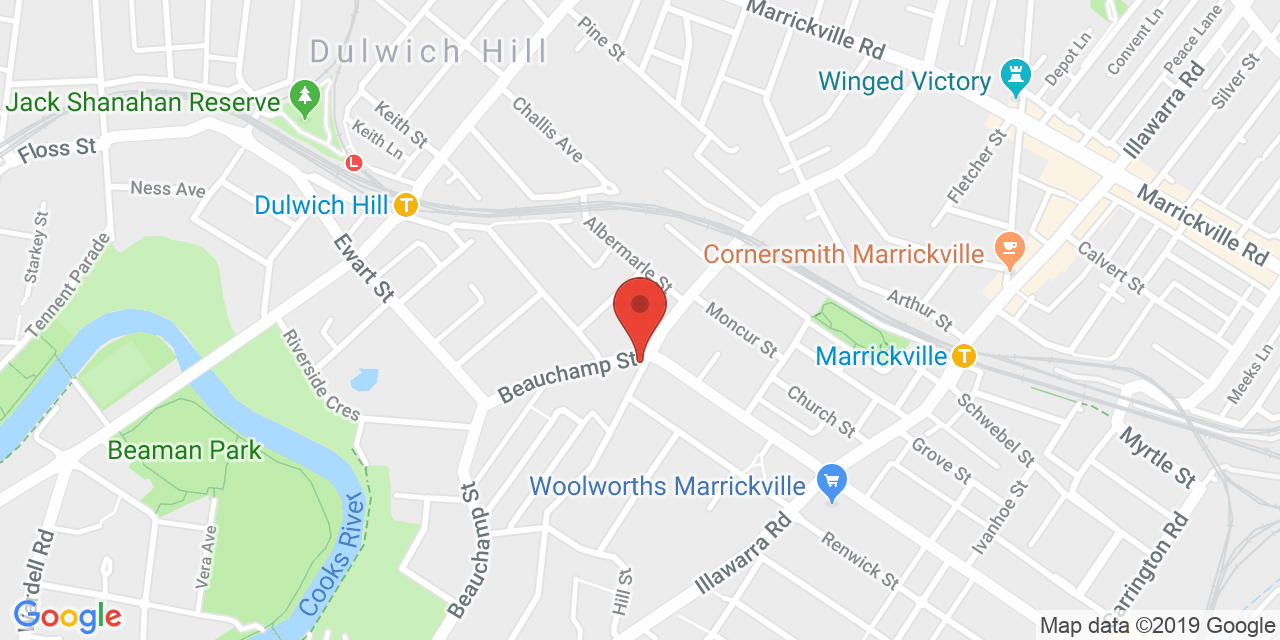 Marrickville Rd
Pine St
Convent Ln
Peace Lane
Depot Ln
Dulwich Hill
Silver St
Winged Victory
Illawarra Rd
Jack Shanahan Reserve
Keith St
Challis Ave
Keith Ln
Floss St
L
Fletcher St
Ness Ave
Dulwich Hill
T
Marrickville Rd
Starkey St
Tennent Parade
Ewart St
Albermarle St
Cornersmith Marrickville
Calvert St
Arthur St
Moncur St
Riverside Cres
Beauchamp St
Marrickville
T
Meeks Ln
Church St
Schwebel St
Beaman Park
Grove St
Myrtle St
Woolworths Marrickville
Beauchamp St
Cooks River
Ivanhoe St
Vera Ave
Illawarra Rd
Renwick St
Hill St
Wardell Rd
Carrington Rd
Google
Map data ©2019 Google